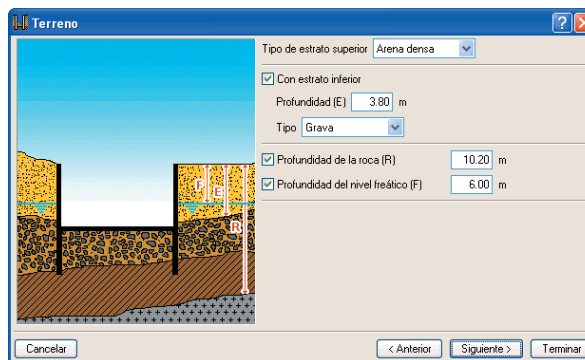 Terreno
Tipo de estrato superior Arena densa
Con estrato inferior
Profundidad (E) 3.80 m
Tipo Grava
Profundidad de la roca (R) 10.20 m
Profundidad del nivel freático (F) 6.00 m
F
E
R
Cancelar < Anterior Siguiente > Terminar